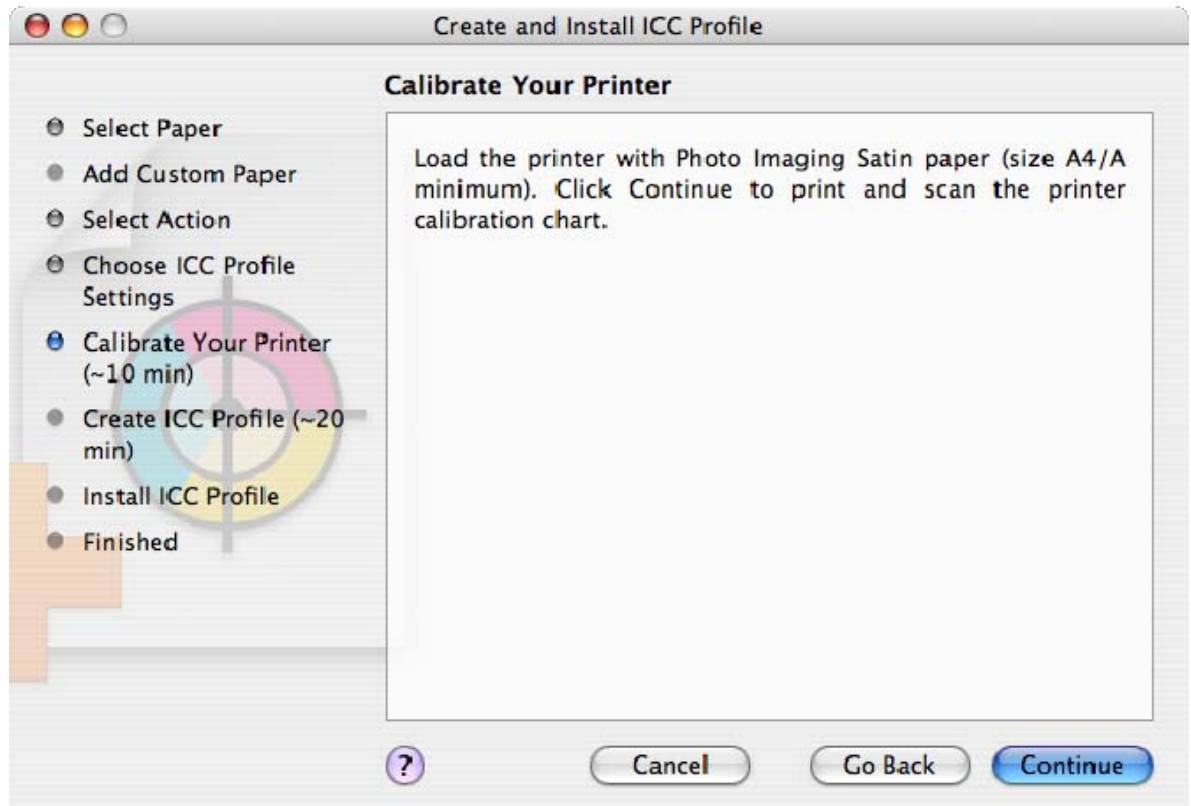 Create and Install ICC Profile
Calibrate Your Printer
Select Paper
Add Custom Paper
Select Action
Choose ICC Profile
Settings
Calibrate Your Printer
(~10 min)
Create ICC Profile (~20
min)
Install ICC Profile
Finished
Load the printer with Photo Imaging Satin paper (size A4/A
minimum). Click Continue to print and scan the printer
calibration chart.
?
Cancel
Go Back
Continue